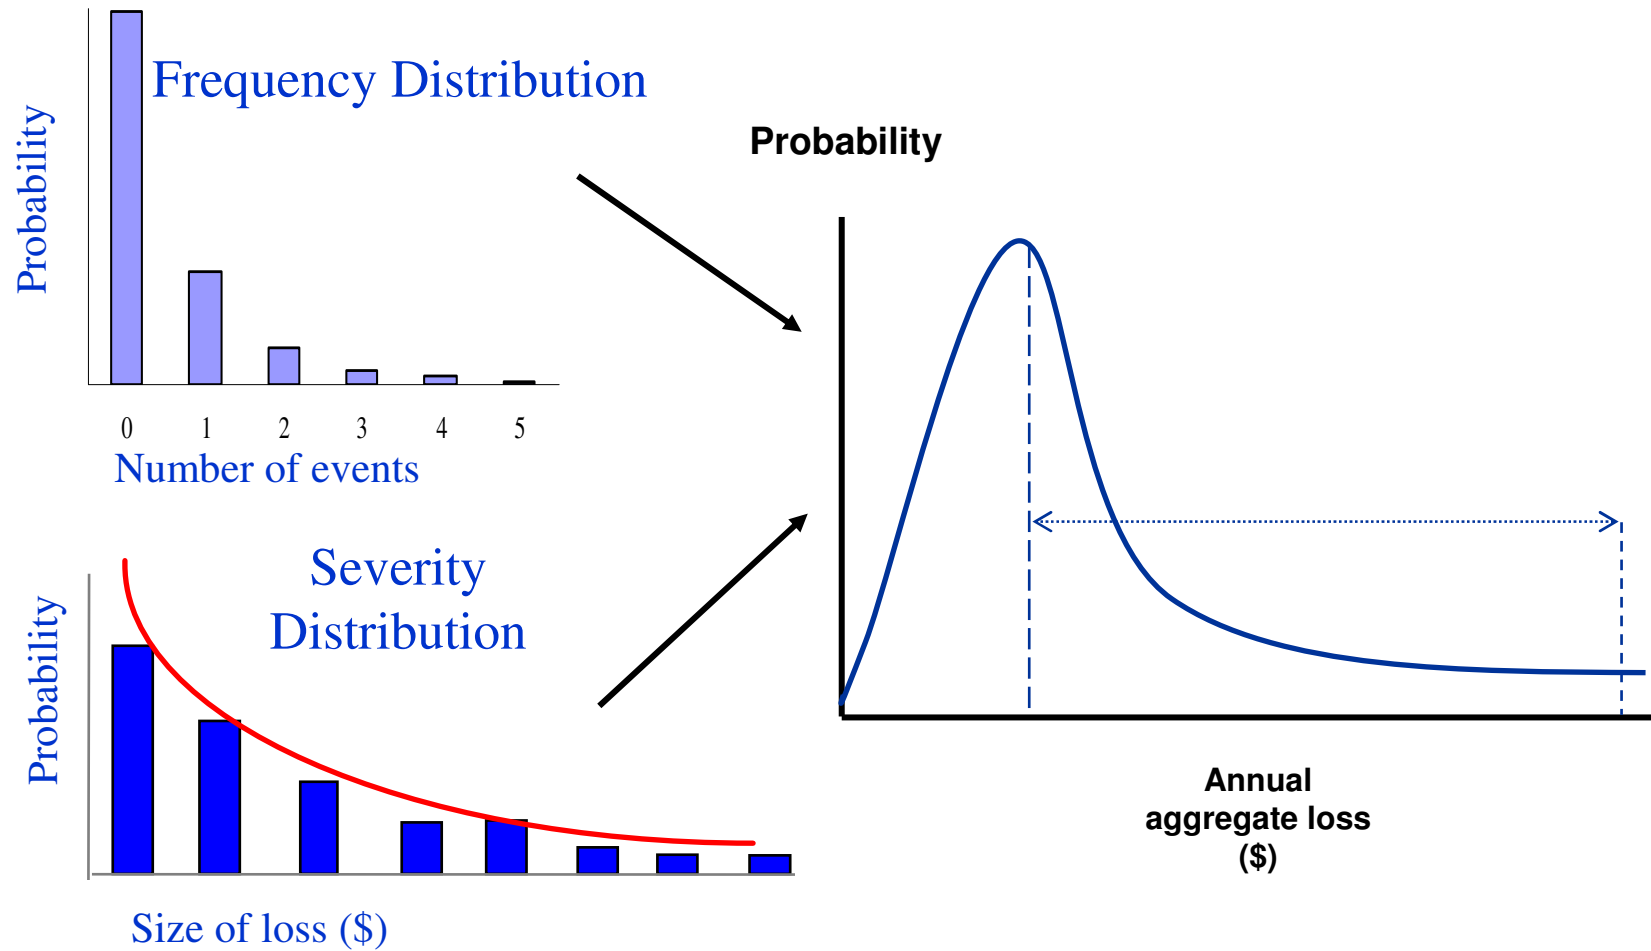 Frequency Distribution
Probability
0 1 2 3 4 5
Number of events
Severity
Distribution
Probability
Size of loss ($)
Probability
Annual
aggregate loss
($)